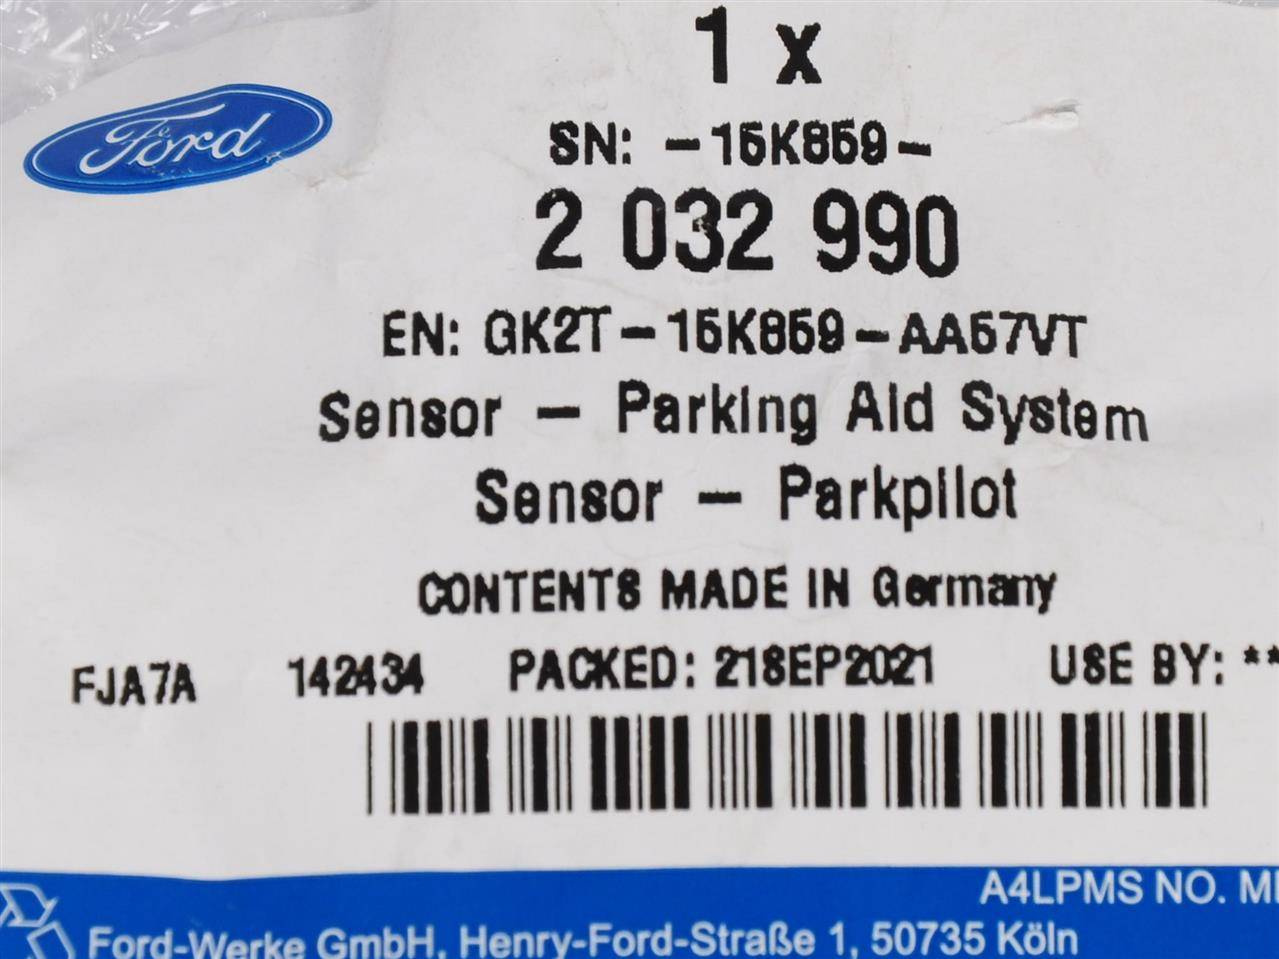 1 x
Ford
SN: -15K859-
2 032 990
EN: GK2T-15K859-AA57VT
Sensor - Parking Aid System
Sensor - Parkpilot
CONTENTS MADE IN Germany
FJA7A 142434 PACKED: 21SEP2021 USE BY: **
A4LPMS NO.
Ford-Werke GmbH, Henry-Ford-Straße 1, 50735 Köln